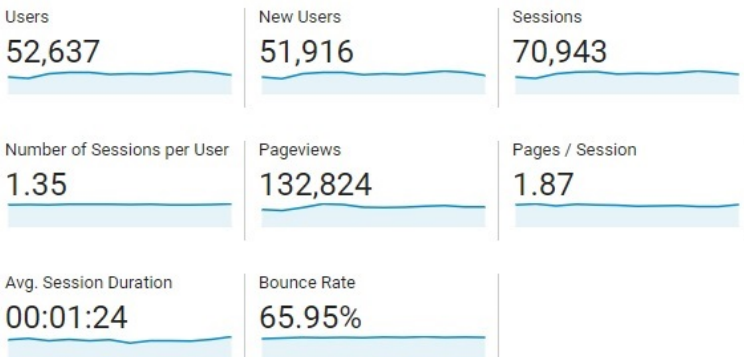 Users
52,637
New Users
51,916
Sessions
70,943
Number of Sessions per User
1.35
Pageviews
132,824
Pages / Session
1.87
Avg. Session Duration
00:01:24
Bounce Rate
65.95%